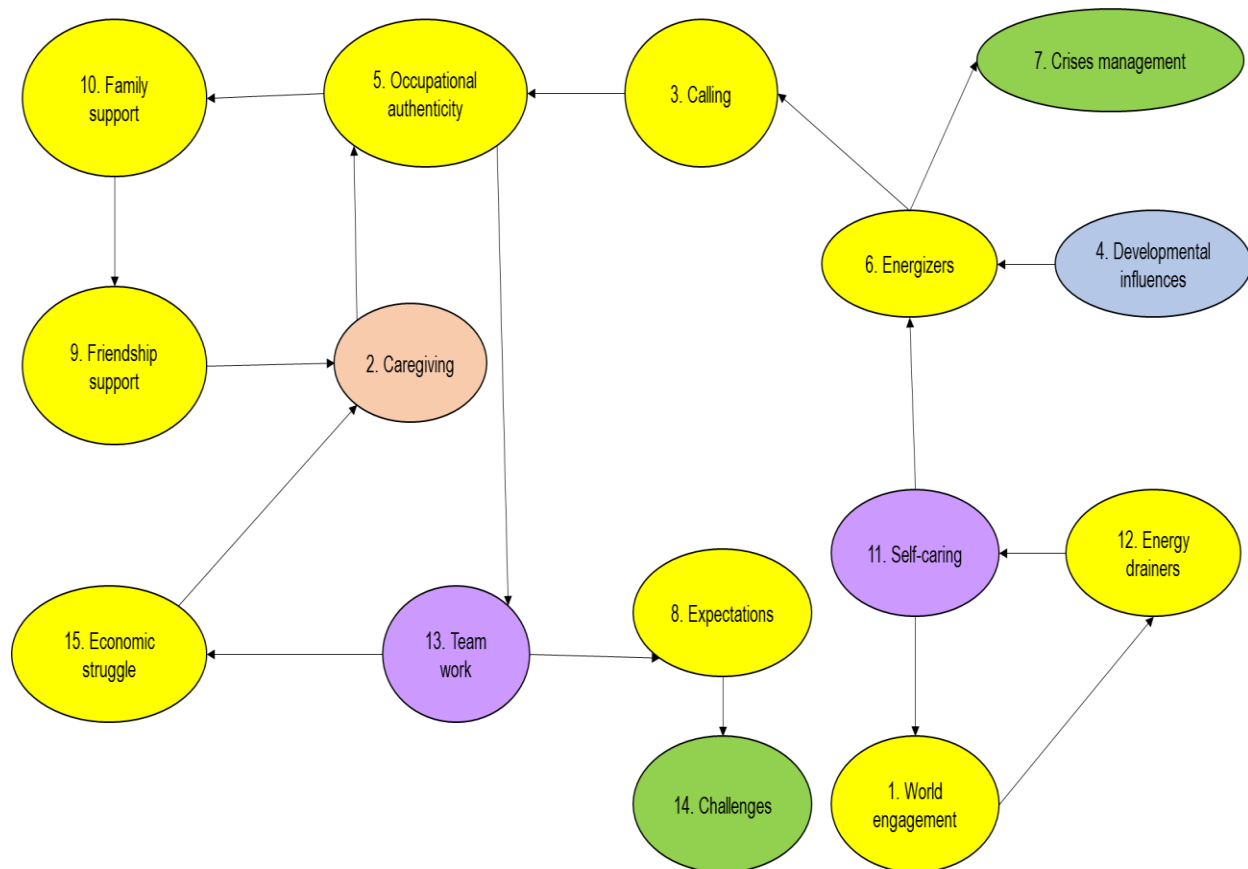 10. Family
support
5. Occupational
authenticity
3. Calling
7. Crises management
6. Energizers
4. Developmental
influences
9. Friendship
support
2. Caregiving
11. Self-caring
12. Energy
drainers
15. Economic
struggle
13. Team
work
8. Expectations
14. Challenges
1. World
engagement